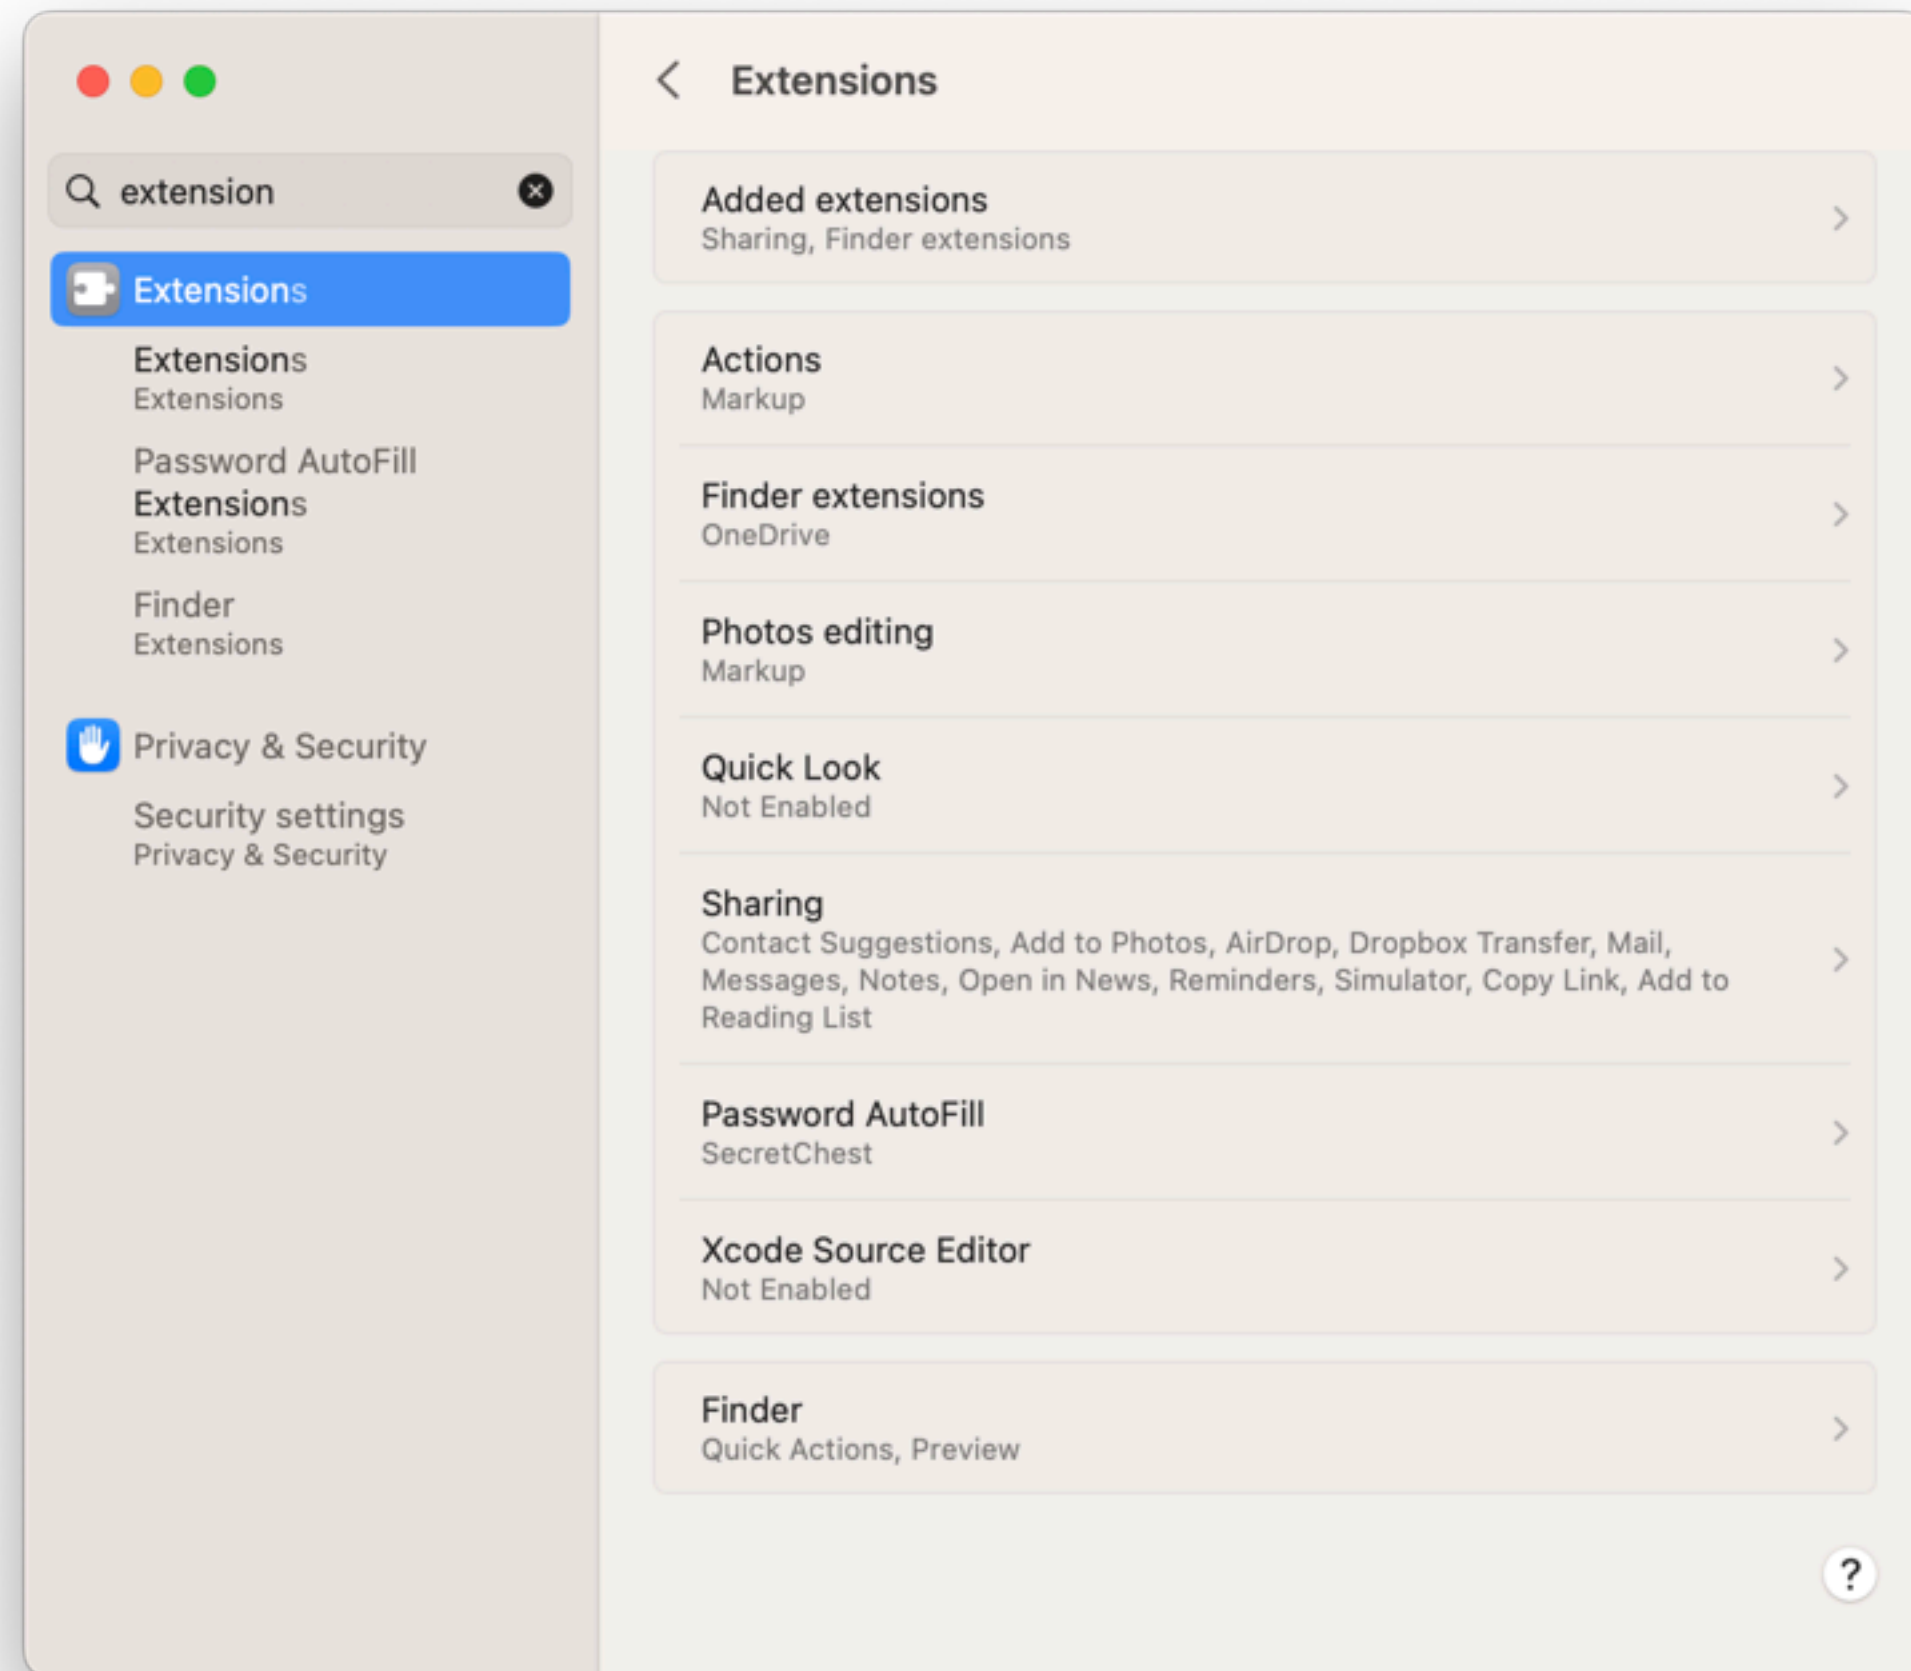 extension
Extensions
Extensions
Extensions
Password AutoFill
Extensions
Extensions
Finder
Extensions
Privacy & Security
Security settings
Privacy & Security
Extensions
Added extensions
Sharing, Finder extensions
Actions
Markup
Finder extensions
OneDrive
Photos editing
Markup
Quick Look
Not Enabled
Sharing
Contact Suggestions, Add to Photos, AirDrop, Dropbox Transfer, Mail,
Messages, Notes, Open in News, Reminders, Simulator, Copy Link, Add to
Reading List
Password AutoFill
SecretChest
Xcode Source Editor
Not Enabled
Finder
Quick Actions, Preview
?